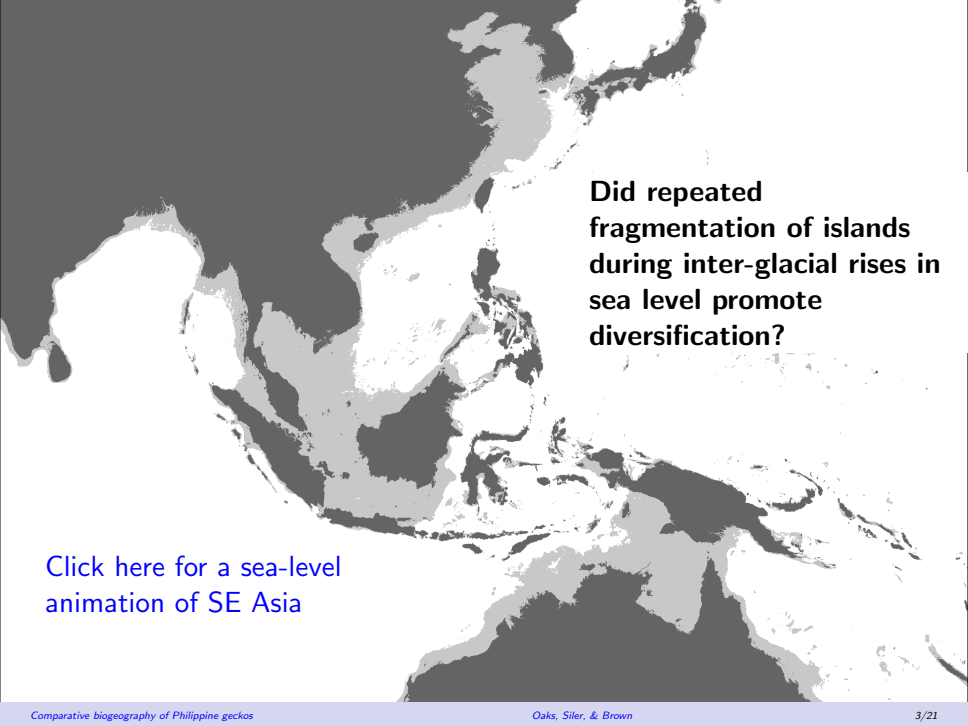 Did repeated
fragmentation of islands
during inter-glacial rises in
sea level promote
diversification?
Click here for a sea-level
animation of SE Asia
Comparative biogeography of Philippine geckos
Oaks, Siler, & Brown
3/21